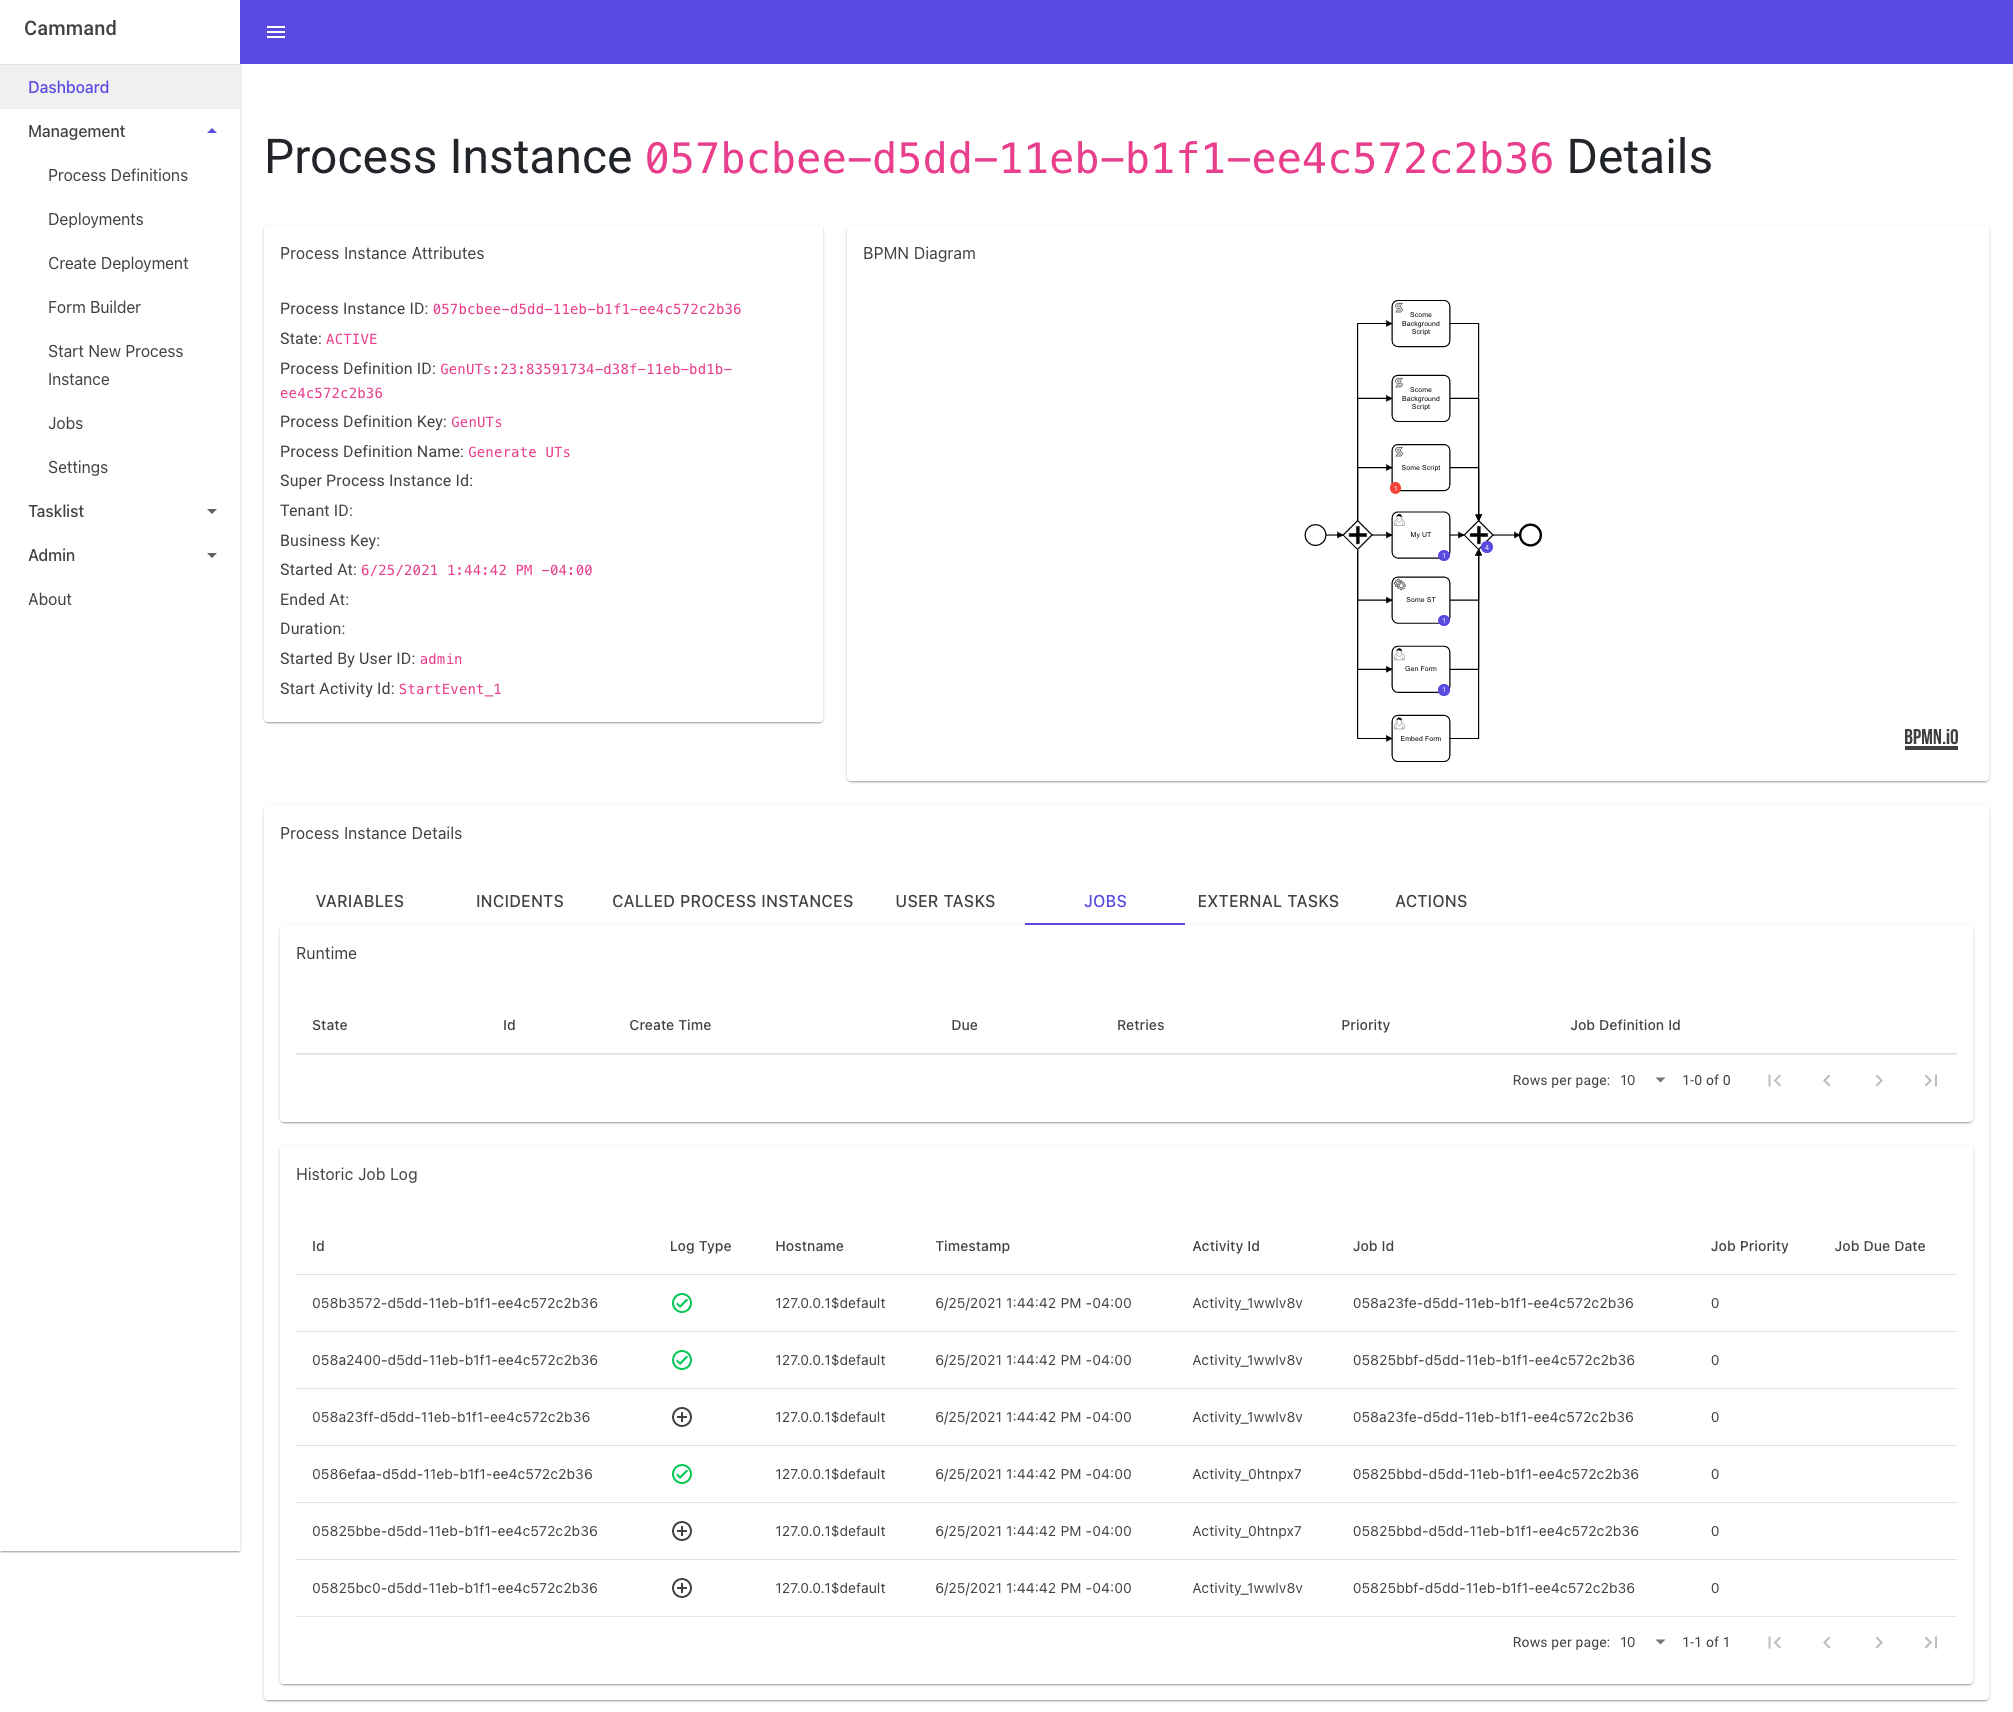 Cammand
Dashboard
Management
Process Definitions
Deployments
Create Deployment
Form Builder
Start New Process
Instance
Jobs
Settings
Tasklist
Admin
About
Process Instance 057bcbee-d5dd-11eb-b1f1-ee4c572c2b36 Details
Process Instance Attributes
Process Instance ID: 057bcbee-d5dd-11eb-b1f1-ee4c572c2b36
State: ACTIVE
Process Definition ID: GenUTs:23:83591734-d38f-11eb-bd1b-
ee4c572c2b36
Process Definition Key: GenUTs
Process Definition Name: Generate UTs
Super Process Instance Id:
Tenant ID:
Business Key:
Started At: 6/25/2021 1:44:42 PM -04:00
Ended At:
Duration:
Started By User ID: admin
Start Activity Id: StartEvent_1
BPMN Diagram
Scome
Background
Script
Scome
Background
Script
Some Script
1
My UT
1
4
Some ST
1
Gen Form
1
Embed Form
BPMN.iO
Process Instance Details
VARIABLES INCIDENTS CALLED PROCESS INSTANCES USER TASKS JOBS EXTERNAL TASKS ACTIONS
Runtime
State Id Create Time Due Retries Priority Job Definition Id
Rows per page: 10 1-0 of 0
Historic Job Log
Id Log Type Hostname Timestamp Activity Id Job Id Job Priority Job Due Date
058b3572-d5dd-11eb-b1f1-ee4c572c2b36 127.0.0.1$default 6/25/2021 1:44:42 PM -04:00 Activity_1wwlv8v 058a23fe-d5dd-11eb-b1f1-ee4c572c2b36 0
058a2400-d5dd-11eb-b1f1-ee4c572c2b36 127.0.0.1$default 6/25/2021 1:44:42 PM -04:00 Activity_1wwlv8v 05825bbf-d5dd-11eb-b1f1-ee4c572c2b36 0
058a23ff-d5dd-11eb-b1f1-ee4c572c2b36 127.0.0.1$default 6/25/2021 1:44:42 PM -04:00 Activity_1wwlv8v 058a23fe-d5dd-11eb-b1f1-ee4c572c2b36 0
0586efaa-d5dd-11eb-b1f1-ee4c572c2b36 127.0.0.1$default 6/25/2021 1:44:42 PM -04:00 Activity_0htnpx7 05825bbd-d5dd-11eb-b1f1-ee4c572c2b36 0
05825bbe-d5dd-11eb-b1f1-ee4c572c2b36 127.0.0.1$default 6/25/2021 1:44:42 PM -04:00 Activity_0htnpx7 05825bbd-d5dd-11eb-b1f1-ee4c572c2b36 0
05825bc0-d5dd-11eb-b1f1-ee4c572c2b36 127.0.0.1$default 6/25/2021 1:44:42 PM -04:00 Activity_1wwlv8v 05825bbf-d5dd-11eb-b1f1-ee4c572c2b36 0
Rows per page: 10 1-1 of 1